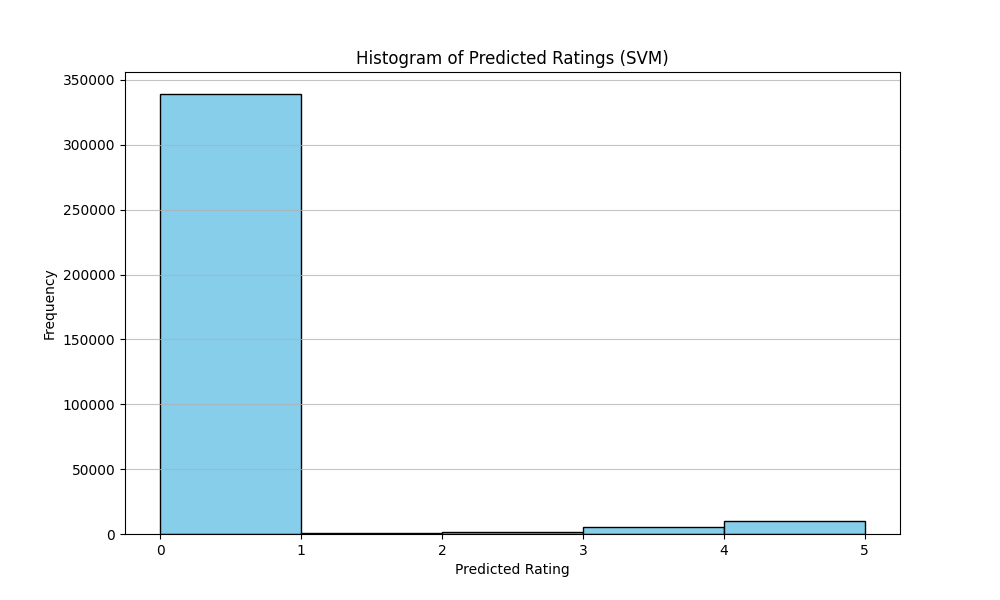 Histogram of Predicted Ratings (SVM)
350000
300000
250000
200000
150000
100000
50000
0
Frequency
0 1 2 3 4 5
Predicted Rating